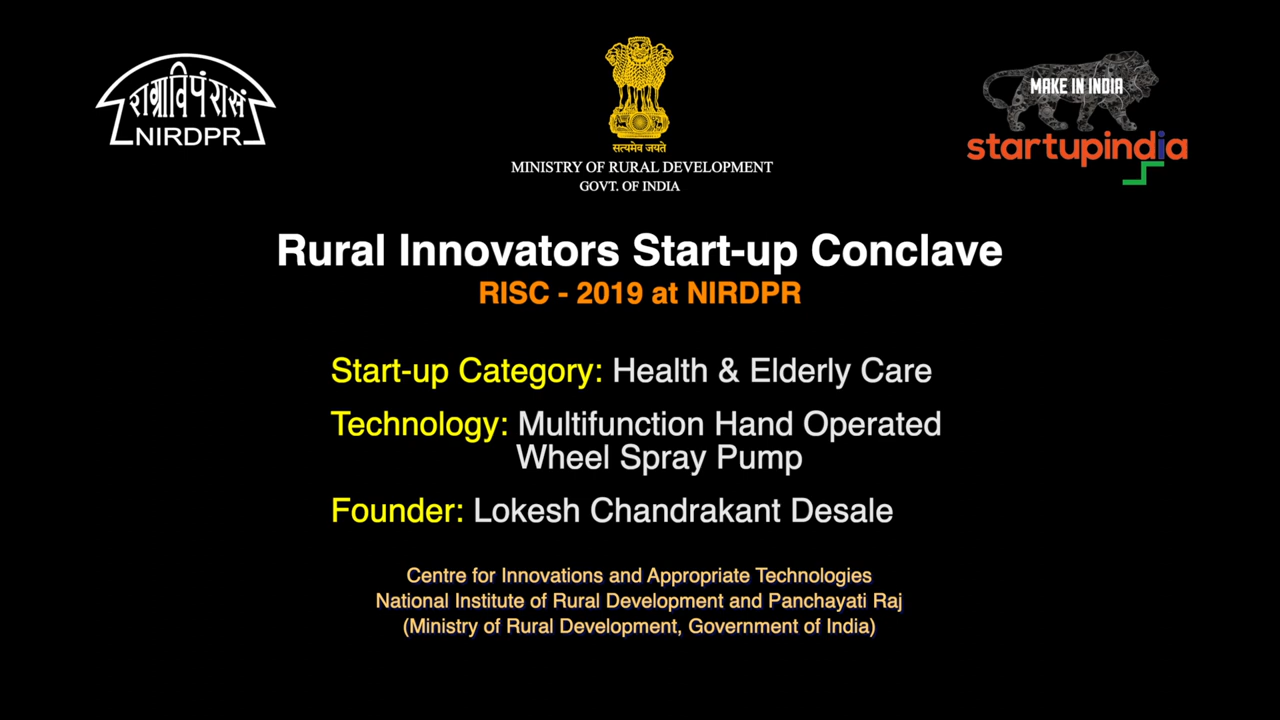 राग्राविपंरासं
NIRDPR
सत्यमेव जयते
MINISTRY OF RURAL DEVELOPMENT
GOVT. OF INDIA
MAKE IN INDIA
startupindia
Rural Innovators Start-up Conclave
RISC - 2019 at NIRDPR
Start-up Category: Health & Elderly Care
Technology: Multifunction Hand Operated
Wheel Spray Pump
Founder: Lokesh Chandrakant Desale
Centre for Innovations and Appropriate Technologies
National Institute of Rural Development and Panchayati Raj
(Ministry of Rural Development, Government of India)